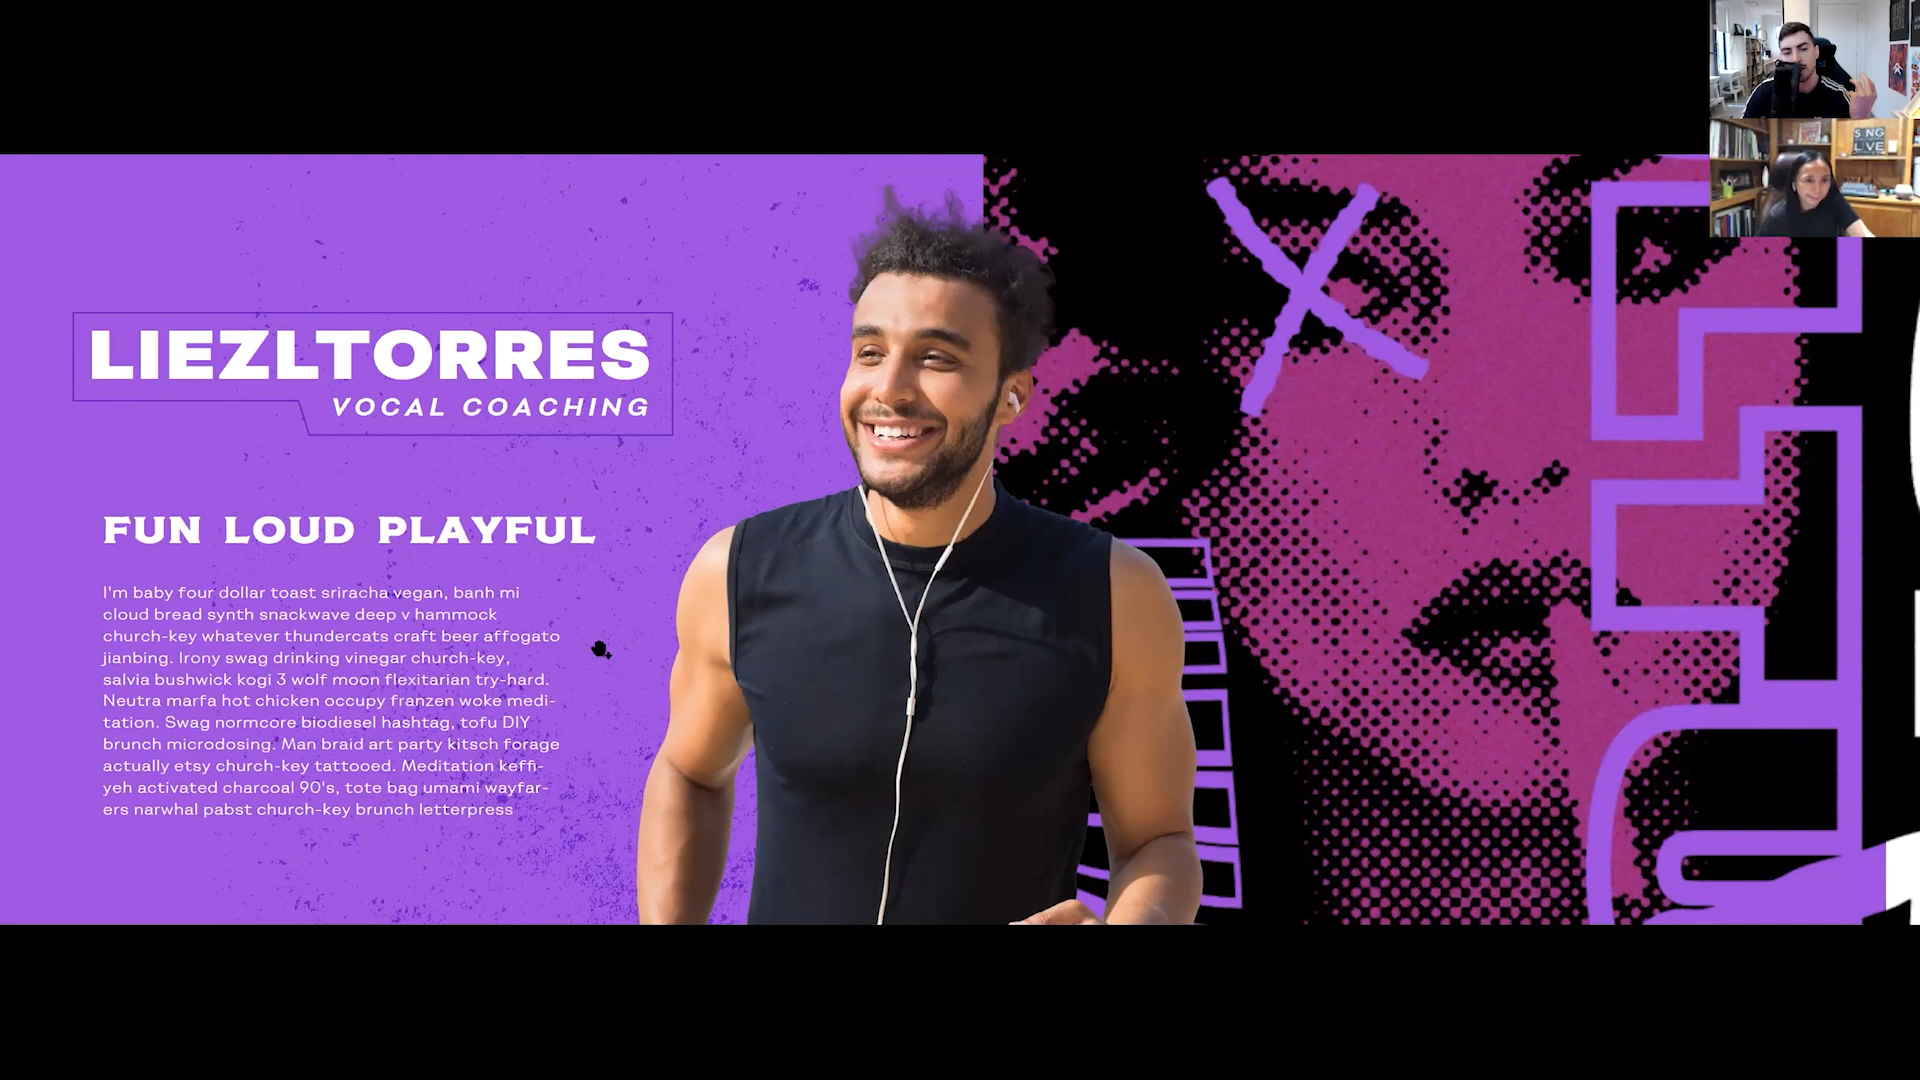 LIEZLTORRES
VOCAL COACHING
FUN LOUD PLAYFUL
I'm baby four dollar toast sriracha vegan, banh mi
cloud bread synth snackwave deep v hammock
church-key whatever thundercats craft beer affogato
jianbing. Irony swag drinking vinegar church-key,
salvia bushwick kogi 3 wolf moon flexitarian try-hard.
Neutra marfa hot chicken occupy franzen woke medi-
tation. Swag normcore biodiesel hashtag, tofu DIY
brunch microdosing. Man braid art party kitsch forage
actually etsy church-key tattooed. Meditation keffi-
yeh activated charcoal 90's, tote bag umami wayfar-
ers narwhal pabst church-key brunch letterpress